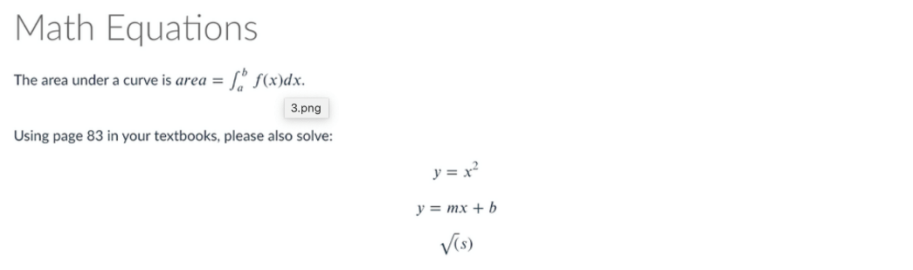 Math Equations
The area under a curve is area = ∫ₐᵇ f(x)dx.
3.png
Using page 83 in your textbooks, please also solve:
y = x²
y = mx + b
√(s)